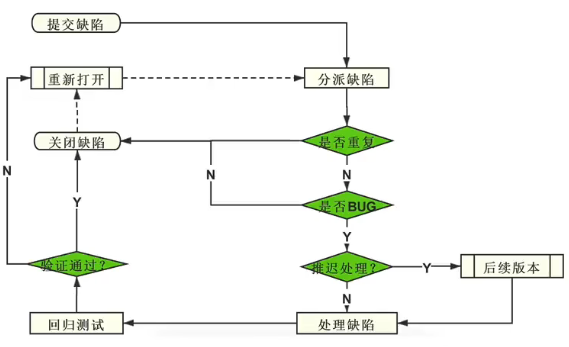 提交缺陷
重新打开
分派缺陷
关闭缺陷
是否重复
N
N
N
是否BUG
Y
Y
验证通过?
推迟处理?
Y
后续版本
N
回归测试
处理缺陷